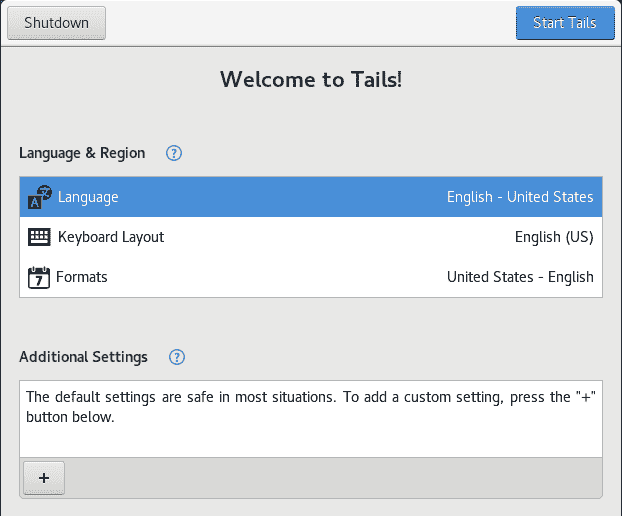 Shutdown
Start Tails
Welcome to Tails!
Language & Region ?
A Language English - United States
Keyboard Layout English (US)
7 Formats United States - English
Additional Settings ?
The default settings are safe in most situations. To add a custom setting, press the "+"
button below.
+